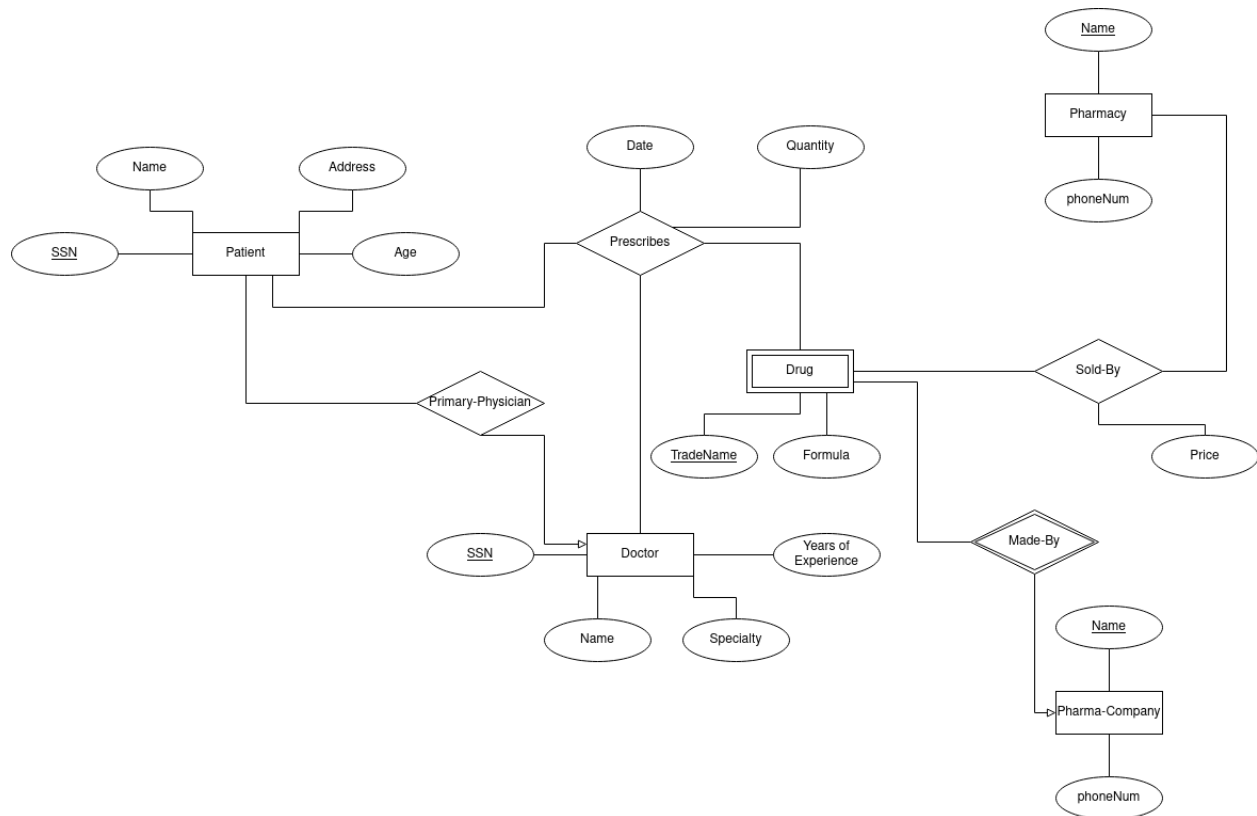 Name
Pharmacy
phoneNum
Date
Quantity
Prescribes
Name
Address
SSN
Patient
Age
Drug
Sold-By
Primary-Physician
TradeName
Formula
Price
Made-By
SSN
Doctor
Years of
Experience
Name
Specialty
Name
Pharma-Company
phoneNum